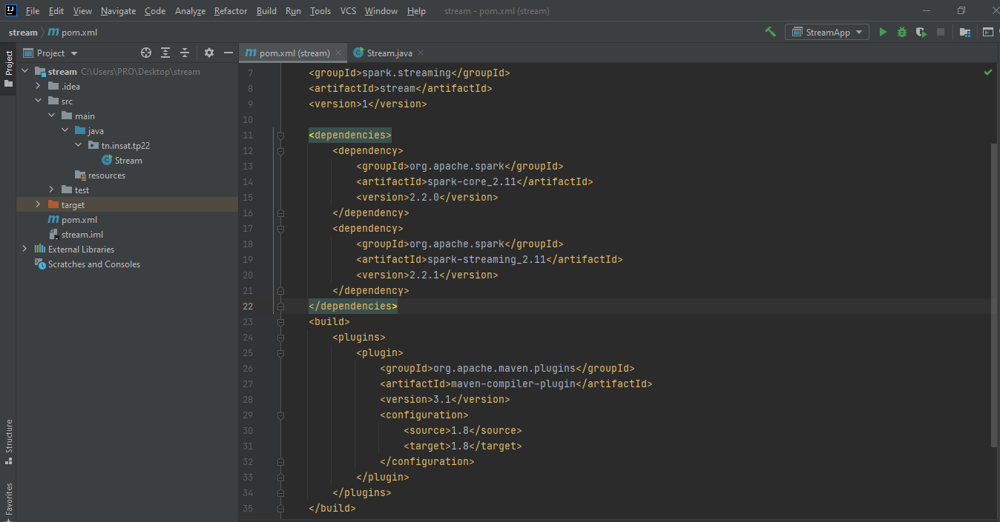 IJ File Edit View Navigate Code Analyze Refactor Build Run Tools VCS Window Help stream - pom.xml (stream)
stream m pom.xml StreamApp
Project
Project
m pom.xml (stream) C Stream.java
stream C:\Users\PRO\Desktop\stream
.idea
src
main
java
tn.insat.tp22
C Stream
resources
test
target
m pom.xml
stream.iml
External Libraries
Scratches and Consoles
Structure
Favorites
7 <groupId>spark.streaming</groupId>
8 <artifactId>stream</artifactId>
9 <version>1</version>
10
11 <dependencies>
12 <dependency>
13 <groupId>org.apache.spark</groupId>
14 <artifactId>spark-core_2.11</artifactId>
15 <version>2.2.0</version>
16 </dependency>
17 <dependency>
18 <groupId>org.apache.spark</groupId>
19 <artifactId>spark-streaming_2.11</artifactId>
20 <version>2.2.1</version>
21 </dependency>
22 </dependencies>
23 <build>
24 <plugins>
25 <plugin>
26 <groupId>org.apache.maven.plugins</groupId>
27 <artifactId>maven-compiler-plugin</artifactId>
28 <version>3.1</version>
29 <configuration>
30 <source>1.8</source>
31 <target>1.8</target>
32 </configuration>
33 </plugin>
34 </plugins>
35 </build>